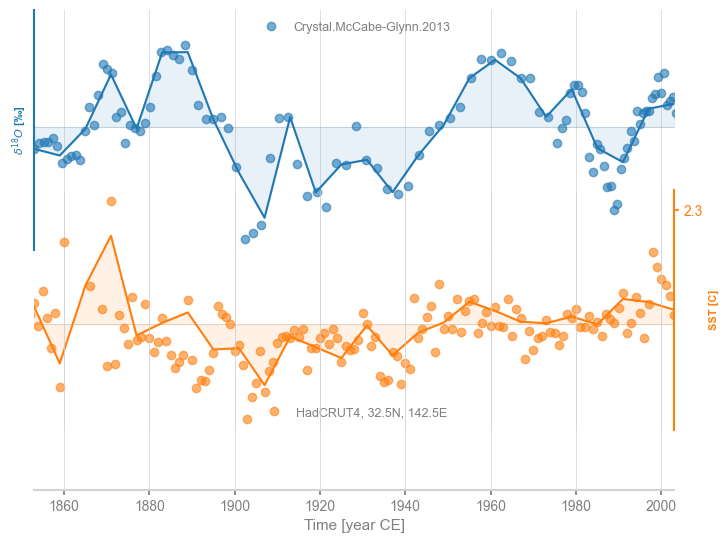 Crystal.McCabe-Glynn.2013
δ18O [‰]
2.3
SST [C]
HadCRUT4, 32.5N, 142.5E
1860 1880 1900 1920 1940 1960 1980 2000
Time [year CE]